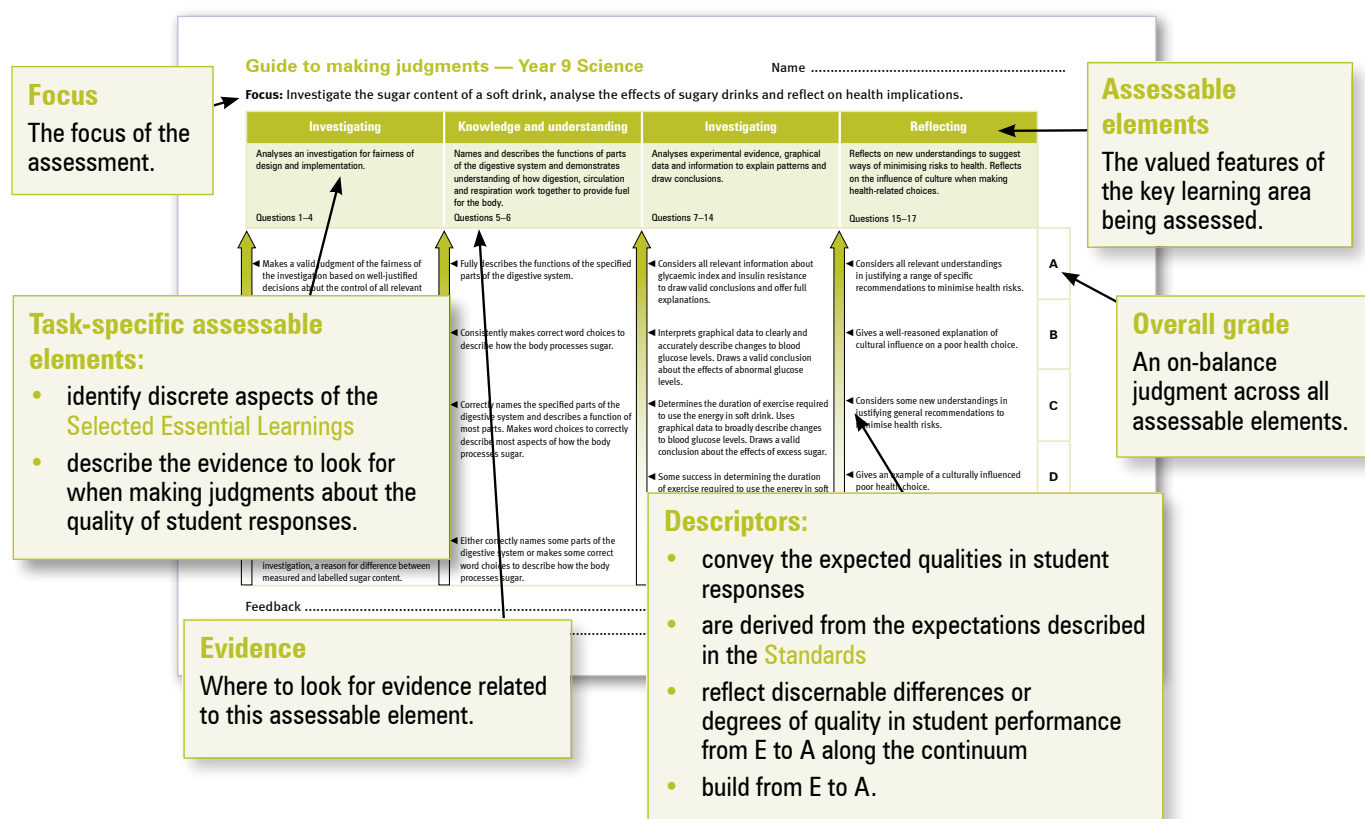 Guide to making judgments — Year 9 Science
Name ........................................................................
Focus: Investigate the sugar content of a soft drink, analyse the effects of sugary drinks and reflect on health implications.
Focus
The focus of the
assessment.
Assessable
elements
The valued features of
the key learning area
being assessed.
Investigating
Analyses an investigation for fairness of
design and implementation.
Questions 1–4
Knowledge and understanding
Names and describes the functions of parts
of the digestive system and demonstrates
understanding of how digestion, circulation
and respiration work together to provide fuel
for the body.
Questions 5–6
Investigating
Analyses experimental evidence, graphical
data and information to explain patterns and
draw conclusions.
Questions 7–14
Reflecting
Reflects on new understandings to suggest
ways of minimising risks to health. Reflects
on the influence of culture when making
health-related choices.
Questions 15–17
Makes a valid judgment of the fairness of
the investigation based on well-justified
decisions about the control of all relevant
investigation, a reason for difference between
measured and labelled sugar content.
Fully describes the functions of the specified
parts of the digestive system.
Consistently makes correct word choices to
describe how the body processes sugar.
Correctly names the specified parts of the
digestive system and describes a function of
most parts. Makes word choices to correctly
describe most aspects of how the body
processes sugar.
Either correctly names some parts of the
digestive system or makes some correct
word choices to describe how the body
processes sugar.
Considers all relevant information about
glycaemic index and insulin resistance
to draw valid conclusions and offer full
explanations.
Interprets graphical data to clearly and
accurately describe changes to blood
glucose levels. Draws a valid conclusion
about the effects of abnormal glucose
levels.
Determines the duration of exercise required
to use the energy in soft drink. Uses
graphical data to broadly describe changes
to blood glucose levels. Draws a valid
conclusion about the effects of excess sugar.
Some success in determining the duration
of exercise required to use the energy in soft
Considers all relevant understandings
in justifying a range of specific
recommendations to minimise health risks.
Gives a well-reasoned explanation of
cultural influence on a poor health choice.
Considers some new understandings in
justifying general recommendations to
minimise health risks.
Gives an example of a culturally influenced
poor health choice.
A
B
C
D
Overall grade
An on-balance
judgment across all
assessable elements.
Task-specific assessable
elements:
• identify discrete aspects of the
Selected Essential Learnings
• describe the evidence to look for
when making judgments about the
quality of student responses.
Feedback ........................................................................
Evidence
Where to look for evidence related
to this assessable element.
Descriptors:
• convey the expected qualities in student
responses
• are derived from the expectations described
in the Standards
• reflect discernable differences or
degrees of quality in student performance
from E to A along the continuum
• build from E to A.